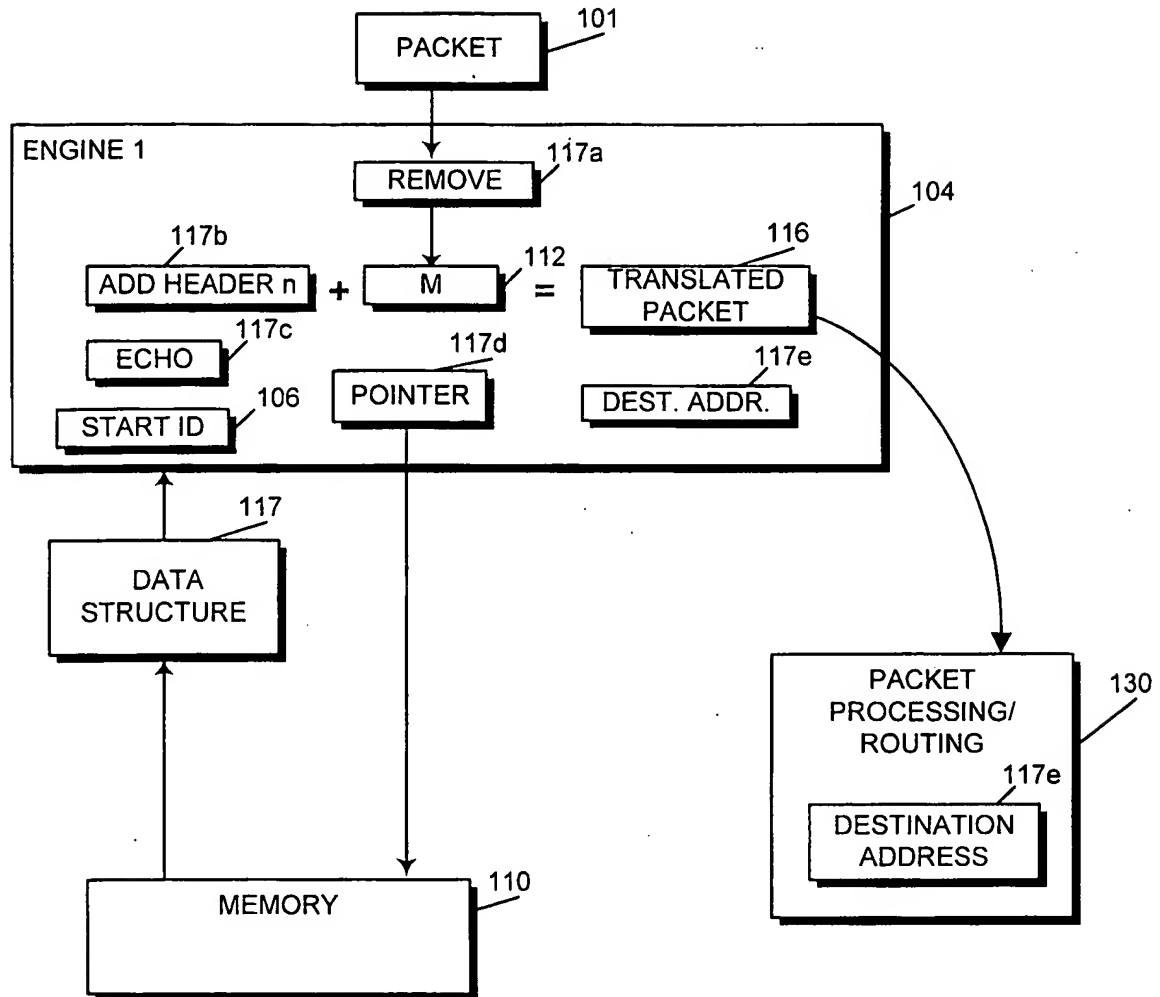 101
PACKET
ENGINE 1
117a
REMOVE
104
117b
112
116
ADD HEADER n + M = TRANSLATED
PACKET
117c
ECHO
117d
POINTER
117e
DEST. ADDR.
106
START ID
117
DATA
STRUCTURE
PACKET
PROCESSING/
ROUTING
130
117e
DESTINATION
ADDRESS
MEMORY
110